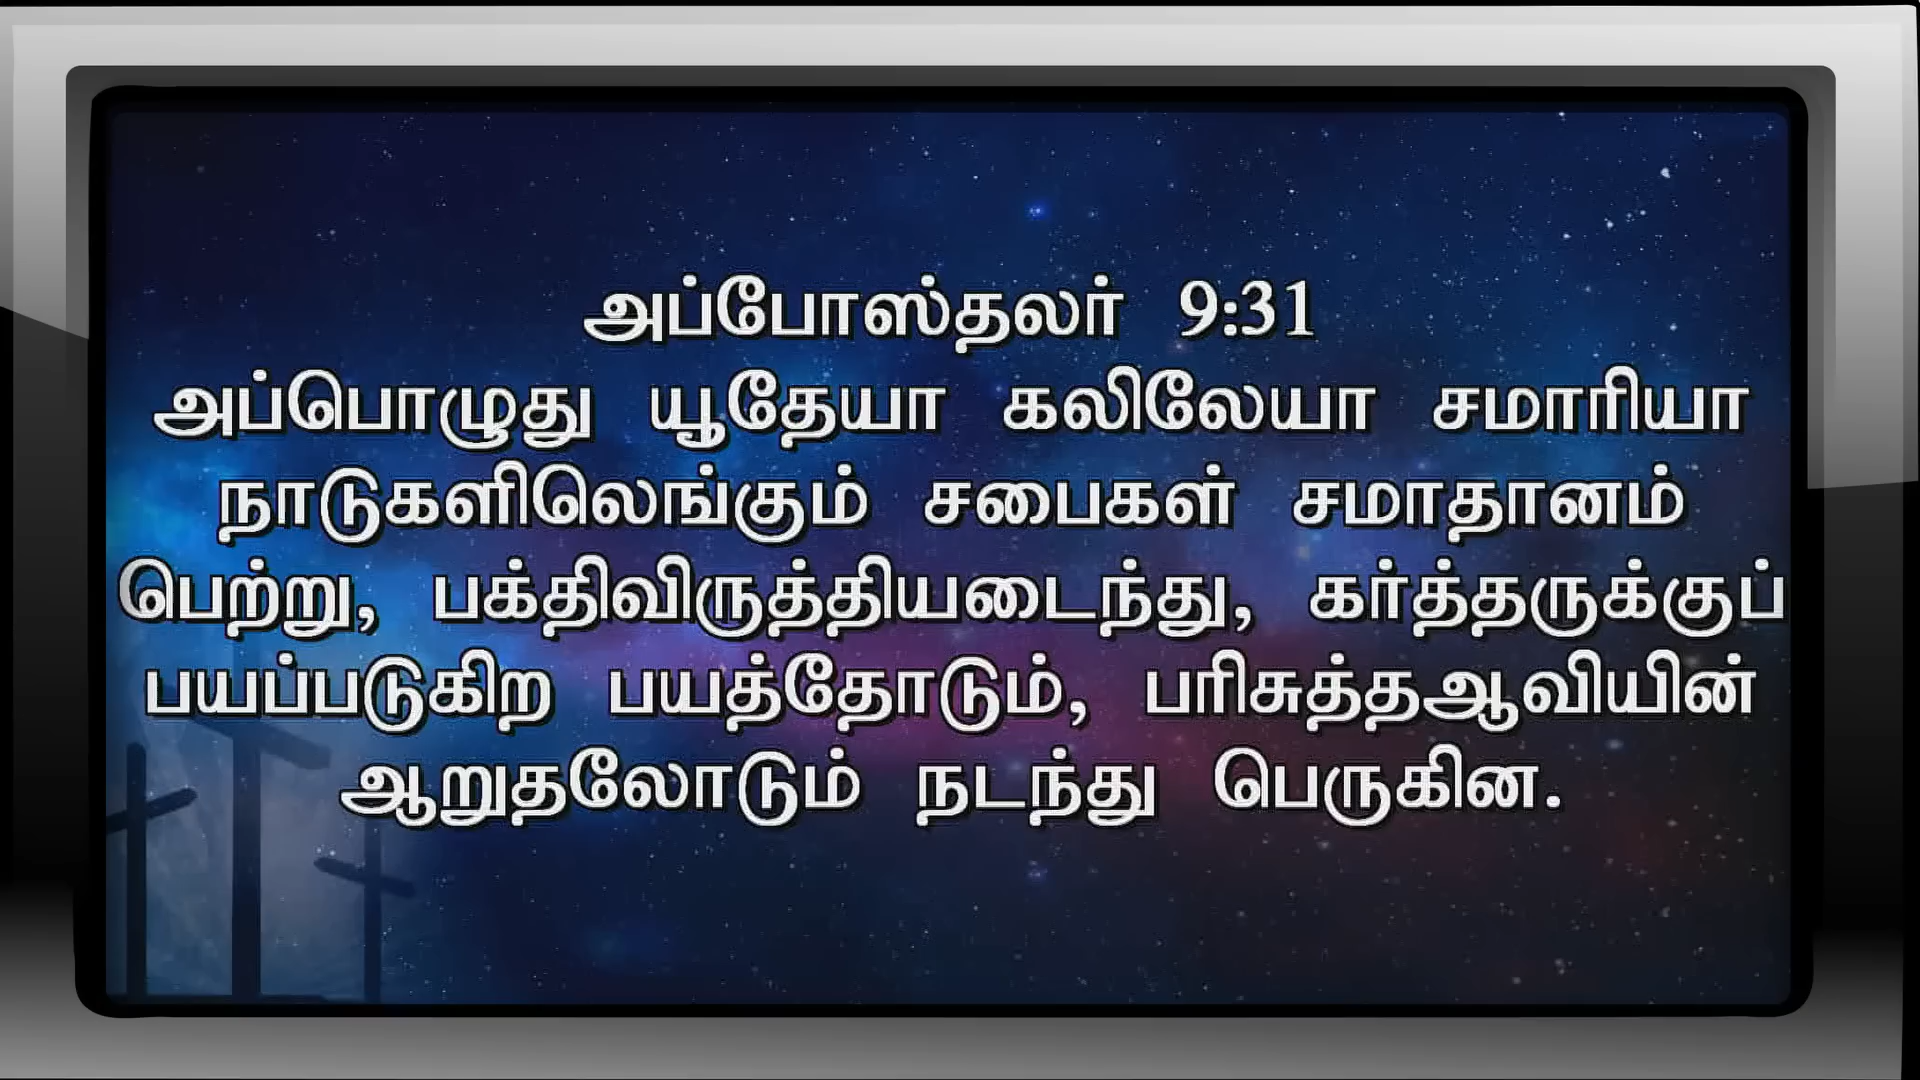 அப்போஸ்தலர் 9:31
அப்பொழுது யூதேயா கலிலேயா சமாரியா
நாடுகளிலெங்கும் சபைகள் சமாதானம்
பெற்று, பக்திவிருத்தியடைந்து, கர்த்தருக்குப்
பயப்படுகிற பயத்தோடும், பரிசுத்தஆவியின்
ஆறுதலோடும் நடந்து பெருகின.